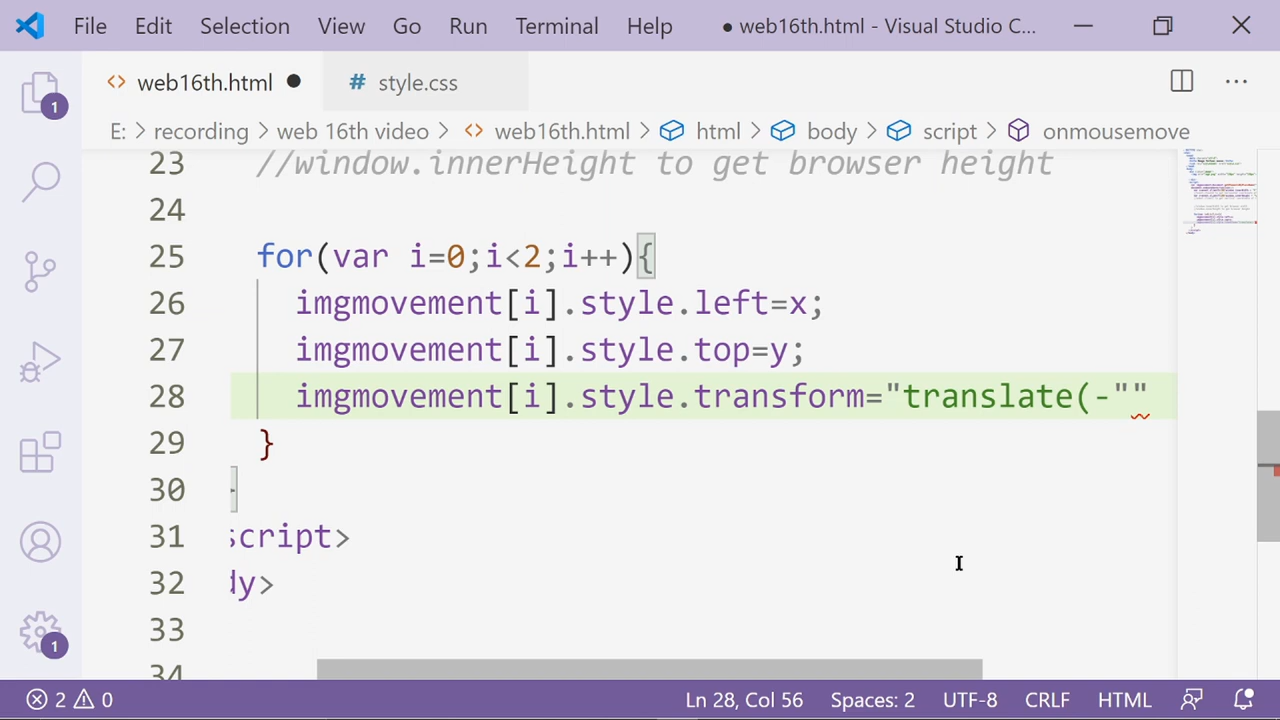 File Edit Selection View Go Run Terminal Help ● web16th.html - Visual Studio C...
web16th.html ● # style.css ...
E: > recording > web 16th video > web16th.html > html > body > script > onmousemove
23 //window.innerHeight to get browser height
24
25 for(var i=0;i<2;i++){
26 imgmovement[i].style.left=x;
27 imgmovement[i].style.top=y;
28 imgmovement[i].style.transform="translate(-""
29 }
30
31 script>
32 dy>
33
34
1
1
2 0 Ln 28, Col 56 Spaces: 2 UTF-8 CRLF HTML